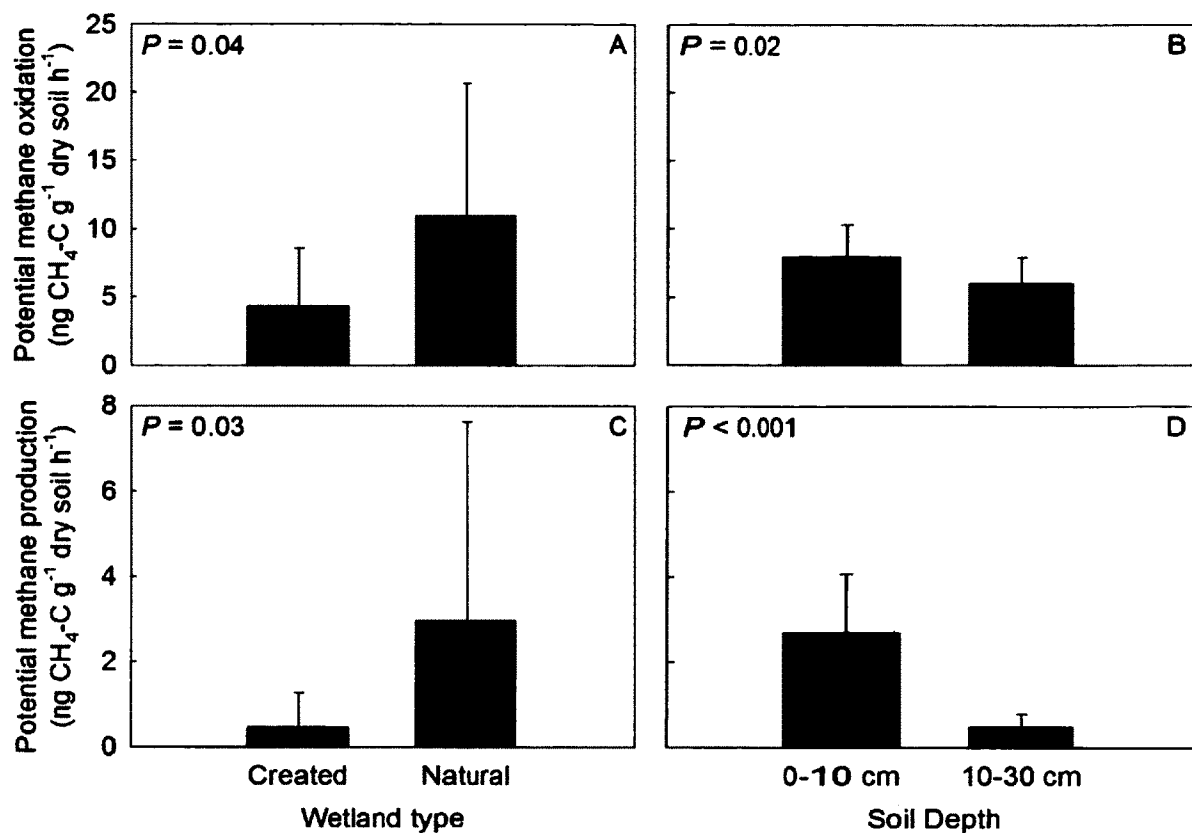 Potential methane oxidation
(ng CH₄-C g⁻¹ dry soil h⁻¹)
25
20
15
10
5
0
P = 0.04
A
P = 0.02
B
Potential methane production
(ng CH₄-C g⁻¹ dry soil h⁻¹)
8
6
4
2
0
P = 0.03
C
P < 0.001
D
Created
Natural
0-10 cm
10-30 cm
Wetland type
Soil Depth